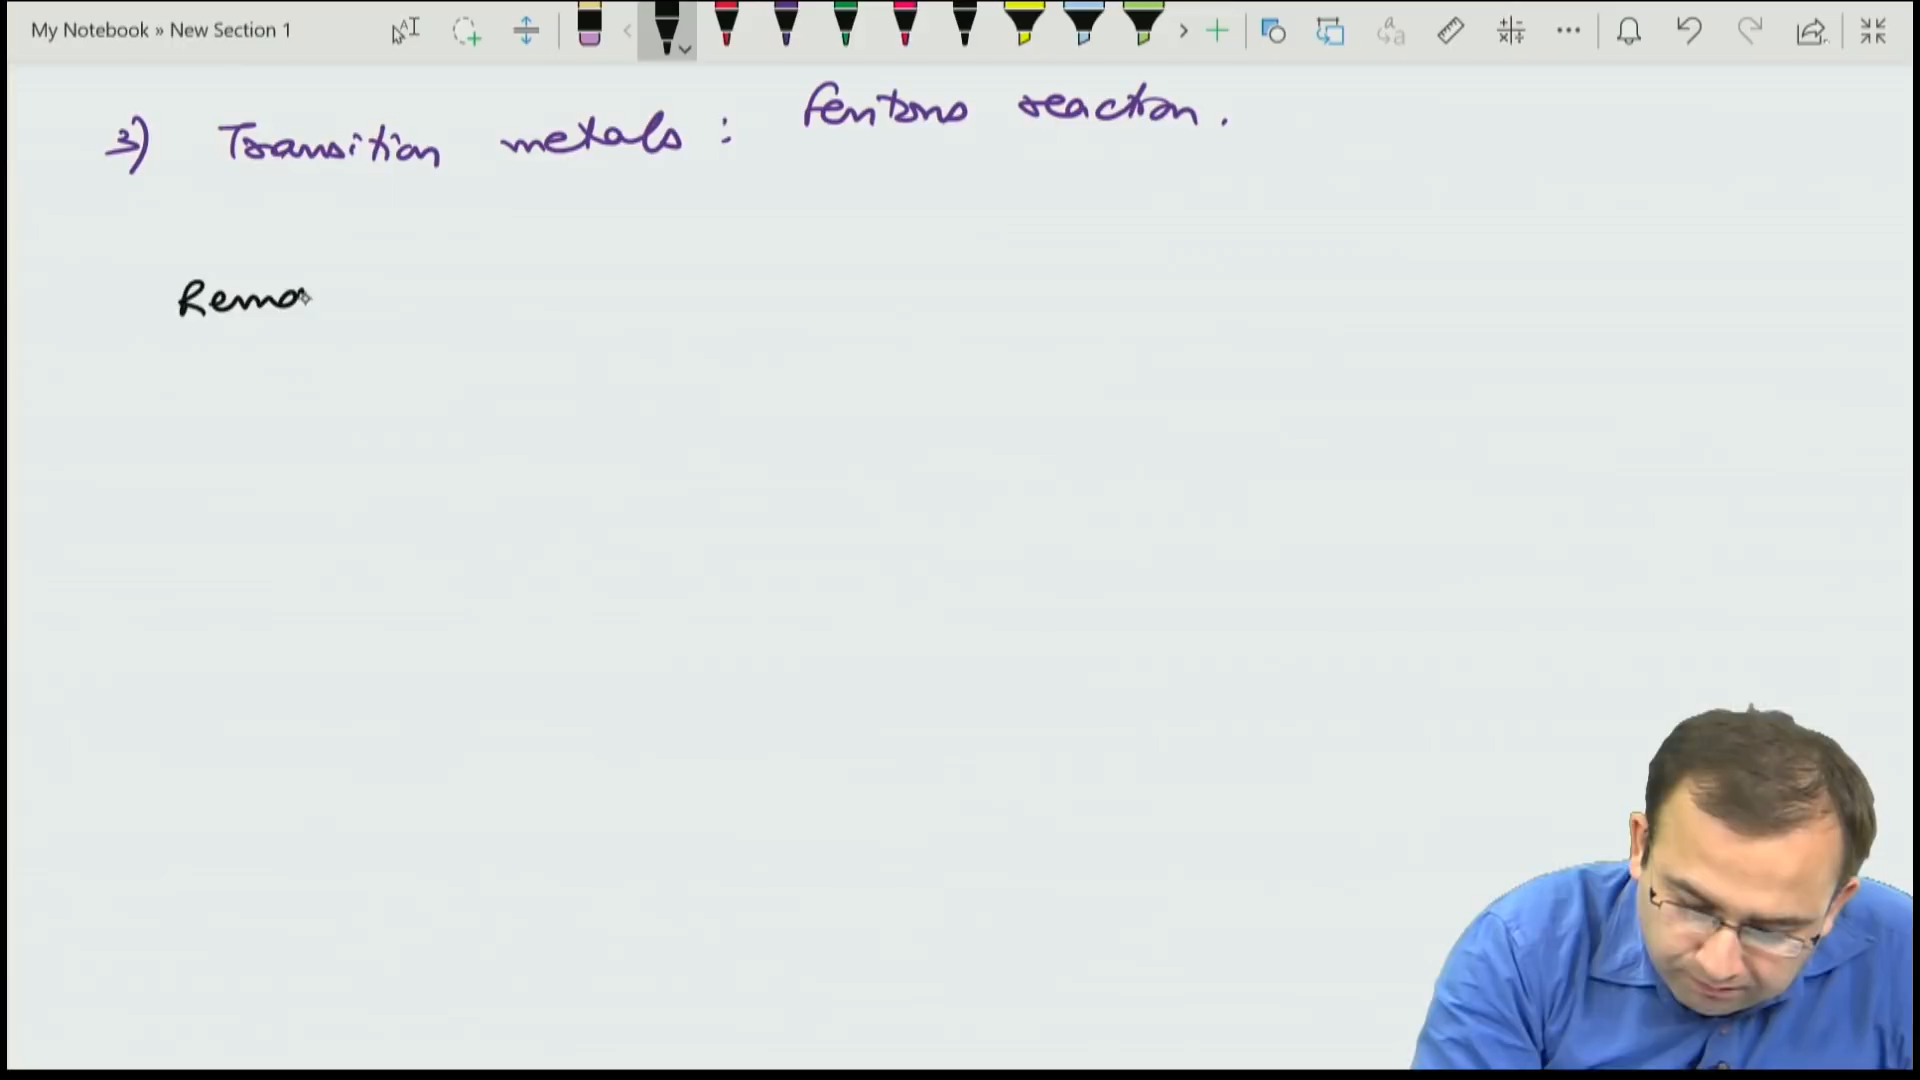 My Notebook » New Section 1
3) Transition metals : fentons reaction.
Remo